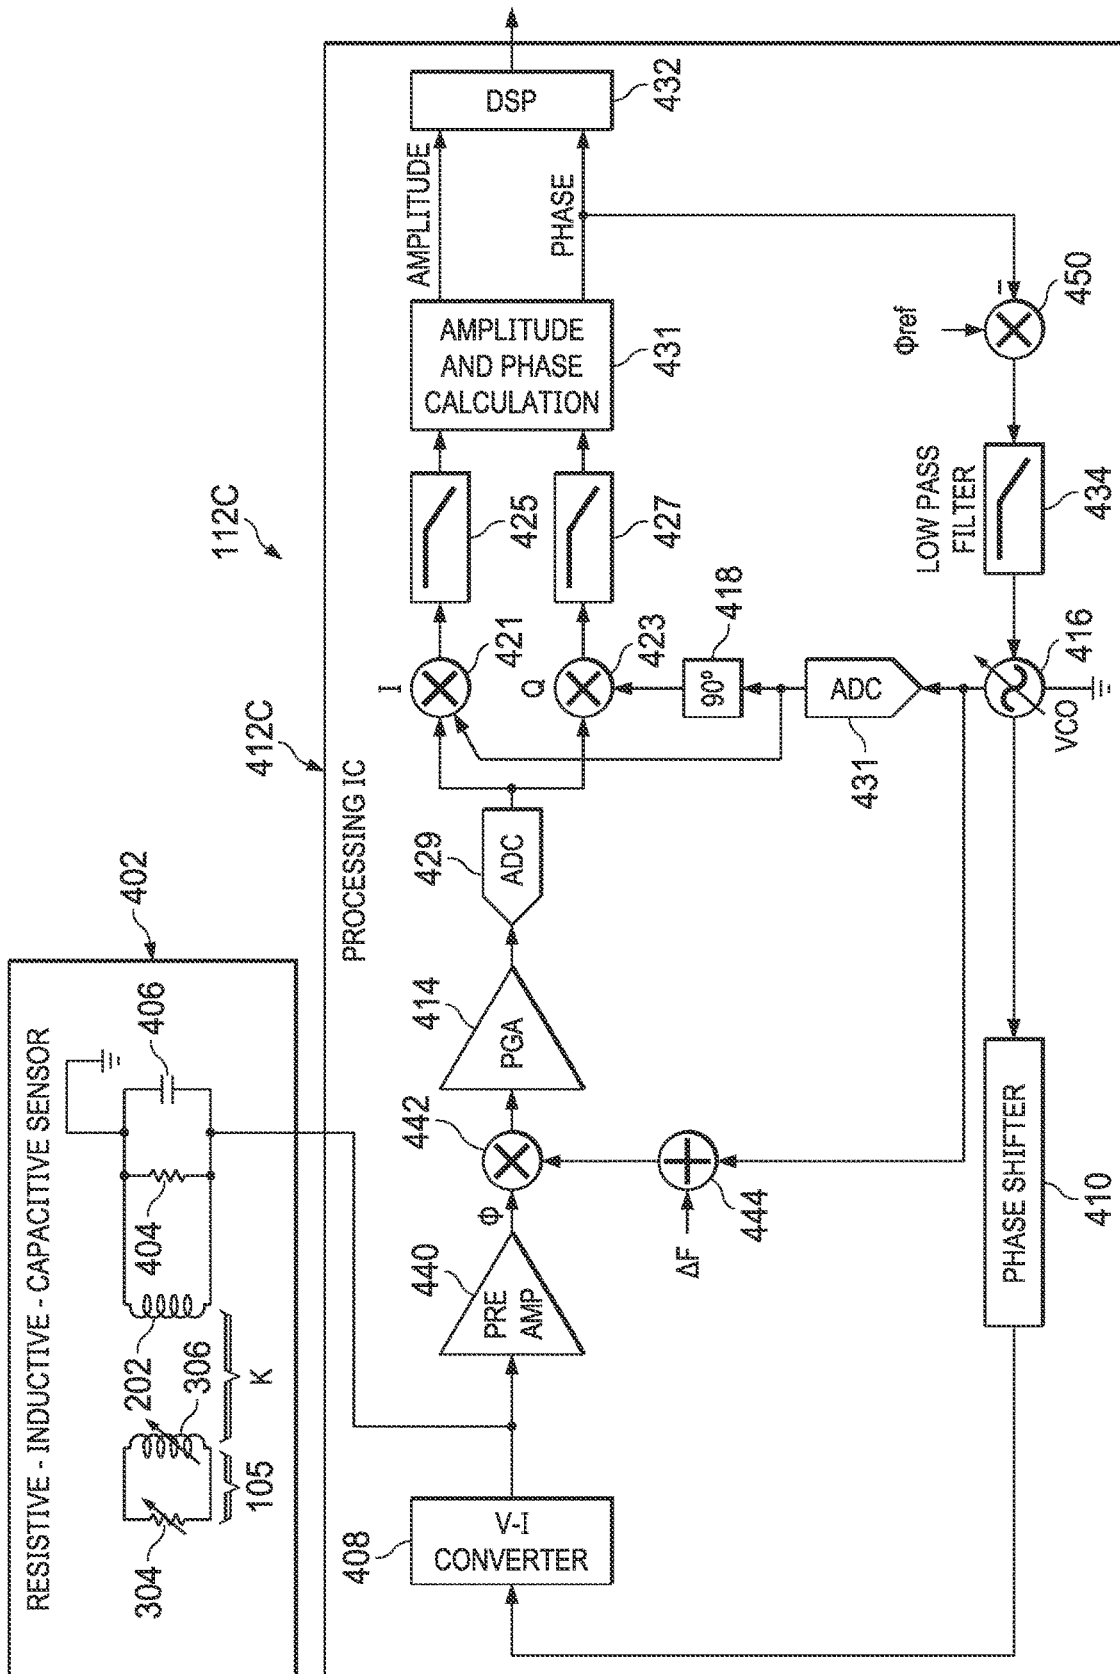 RESISTIVE - INDUCTIVE - CAPACITIVE SENSOR
402
304
105
306
K
202
404
406
112C
412C
PROCESSING IC
408
V-I
CONVERTER
440
PRE
AMP
Φ
442
ΔF
444
414
PGA
429
ADC
I
421
Q
423
90°
418
ADC
431
425
427
AMPLITUDE
AND PHASE
CALCULATION
431
AMPLITUDE
PHASE
DSP
432
410
PHASE SHIFTER
VCO
416
LOW PASS
FILTER
434
Φref
-
450